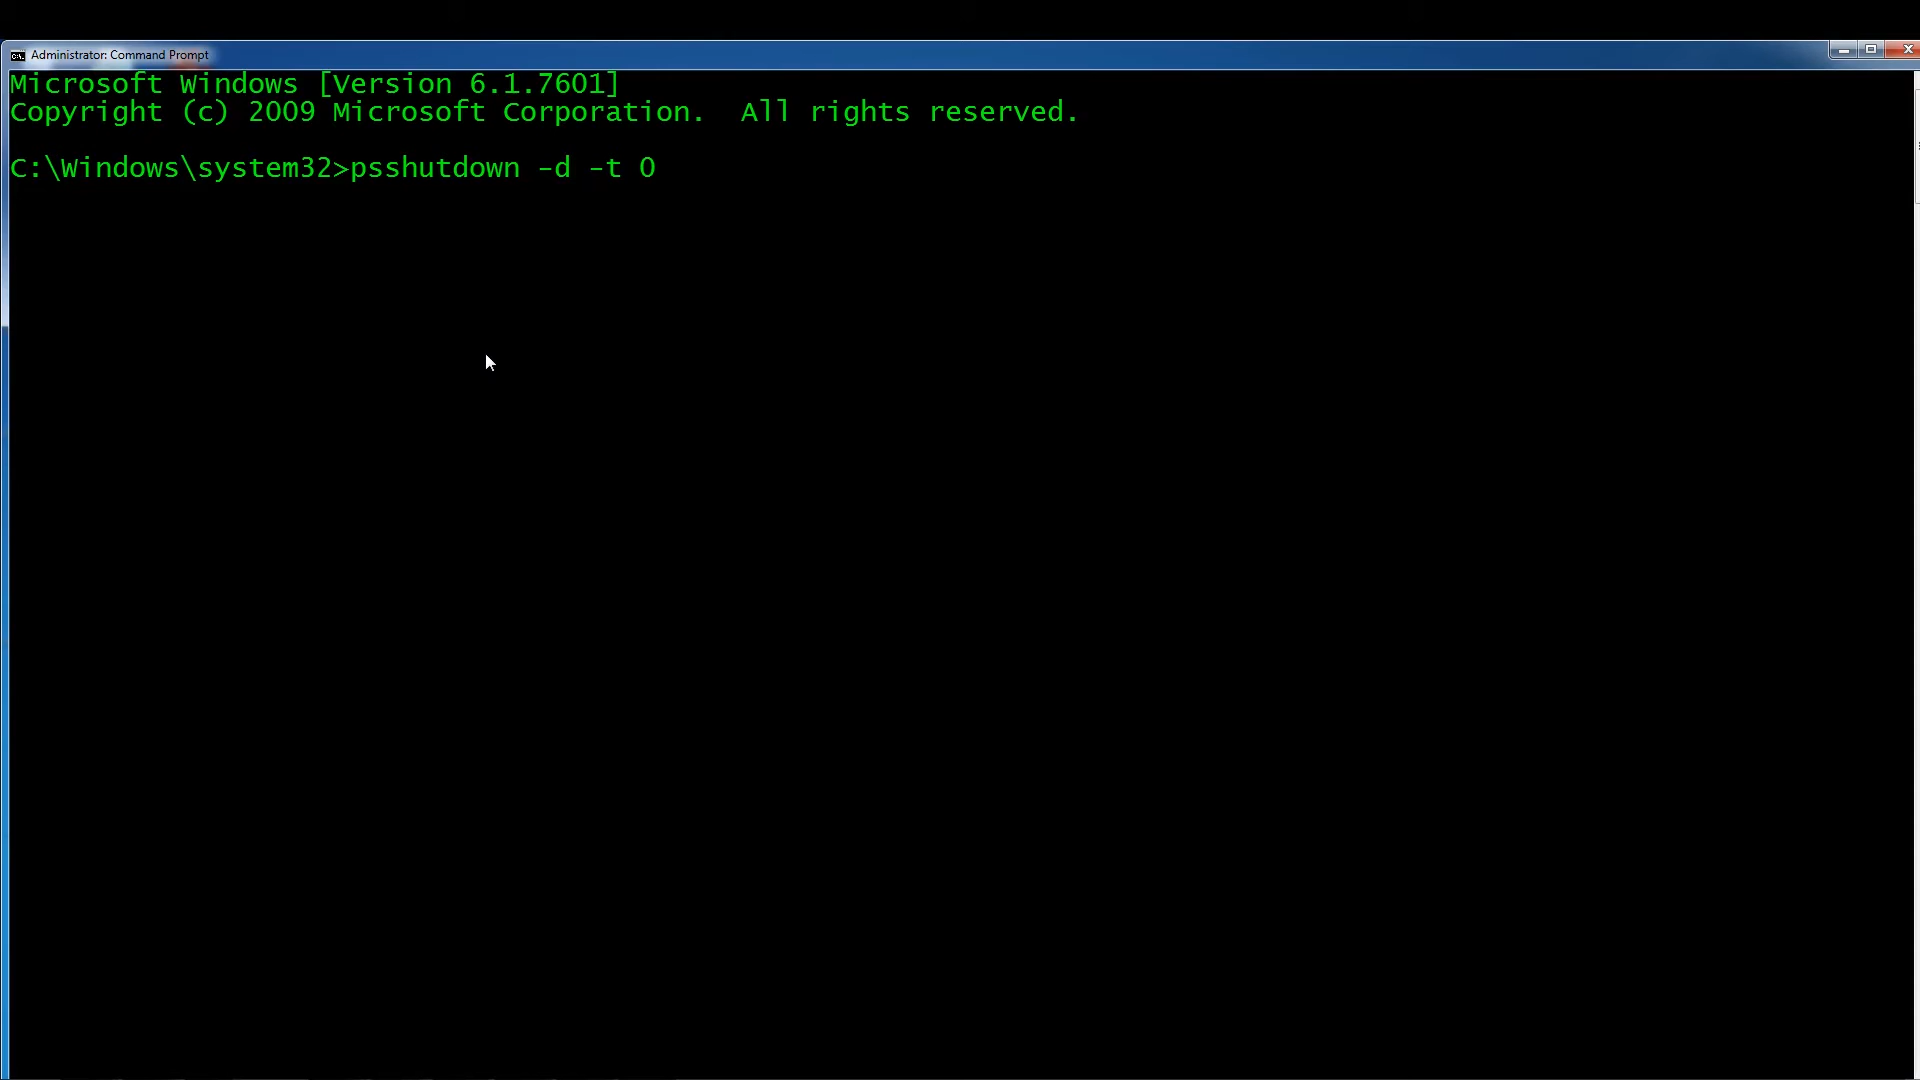 Administrator: Command Prompt
Microsoft Windows [Version 6.1.7601]
Copyright (c) 2009 Microsoft Corporation.  All rights reserved.
C:\Windows\system32>psshutdown -d -t 0